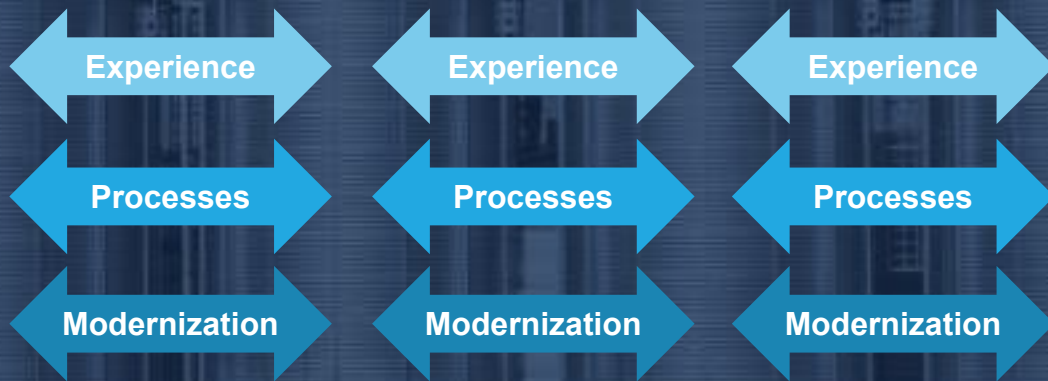 Experience Experience Experience
Processes Processes Processes
Modernization Modernization Modernization